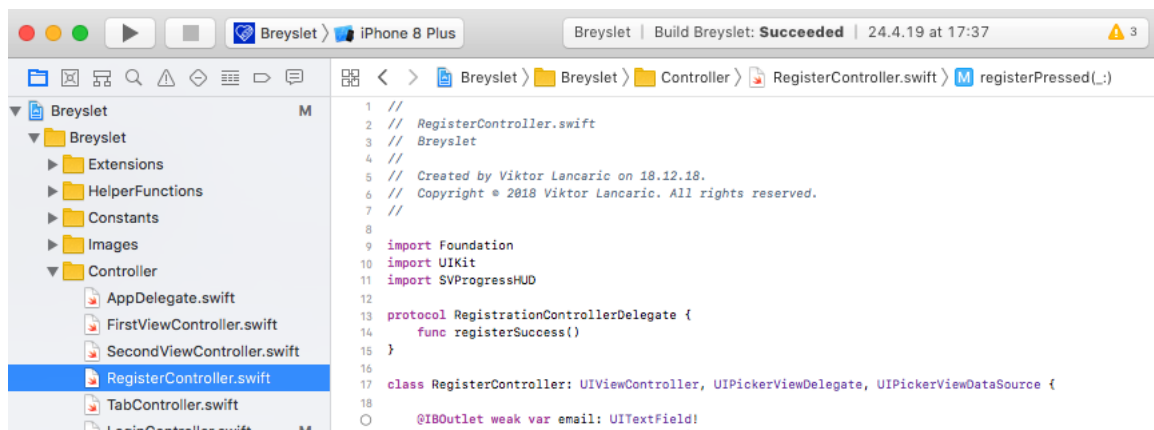 Breyslet 〉 iPhone 8 Plus
Breyslet | Build Breyslet: Succeeded | 24.4.19 at 17:37
3
Breyslet 〉 Breyslet 〉 Controller 〉 RegisterController.swift 〉 M registerPressed(_:)
Breyslet M
Breyslet
Extensions
HelperFunctions
Constants
Images
Controller
AppDelegate.swift
FirstViewController.swift
SecondViewController.swift
RegisterController.swift
TabController.swift
LoginController.swift M
1 //
2 // RegisterController.swift
3 // Breyslet
4 //
5 // Created by Viktor Lancaric on 18.12.18.
6 // Copyright © 2018 Viktor Lancaric. All rights reserved.
7 //
8
9 import Foundation
10 import UIKit
11 import SVProgressHUD
12
13 protocol RegistrationControllerDelegate {
14 func registerSuccess()
15 }
16
17 class RegisterController: UIViewController, UIPickerViewDelegate, UIPickerViewDataSource {
18
@IBOutlet weak var email: UITextField!